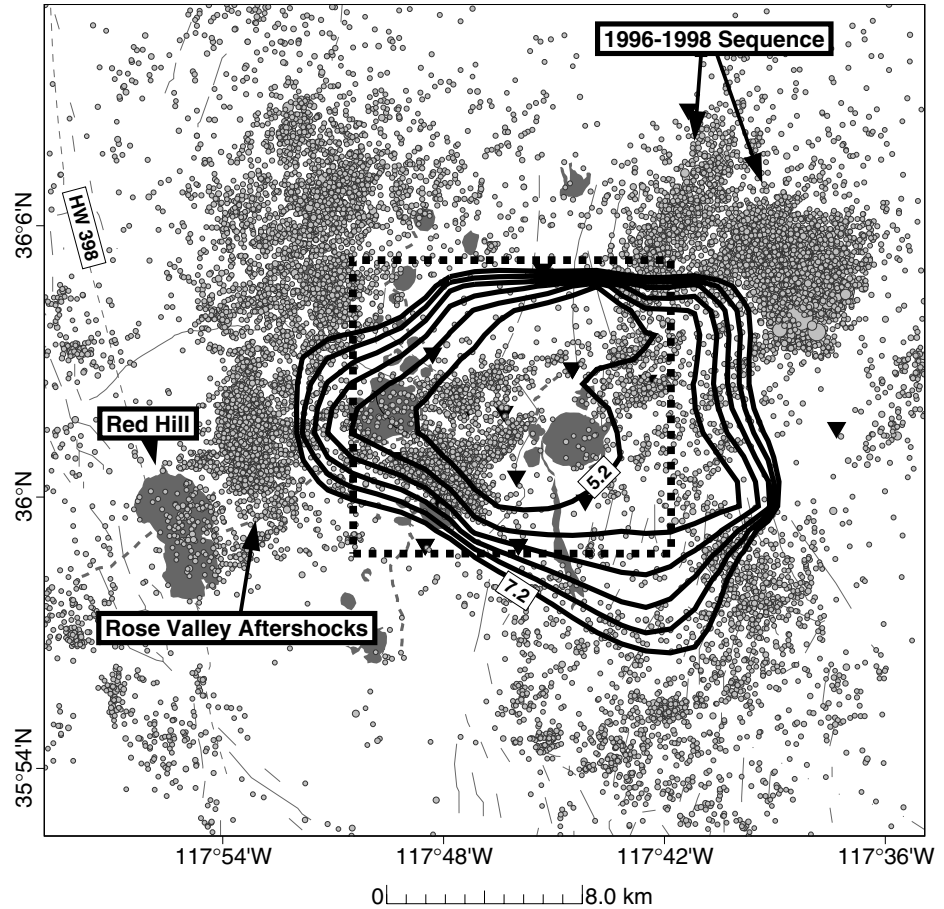 1996-1998 Sequence
36°6'N
HW 398
Red Hill
5.2
36°N
7.2
Rose Valley Aftershocks
35°54'N
117°54'W
117°48'W
117°42'W
117°36'W
0
8.0 km